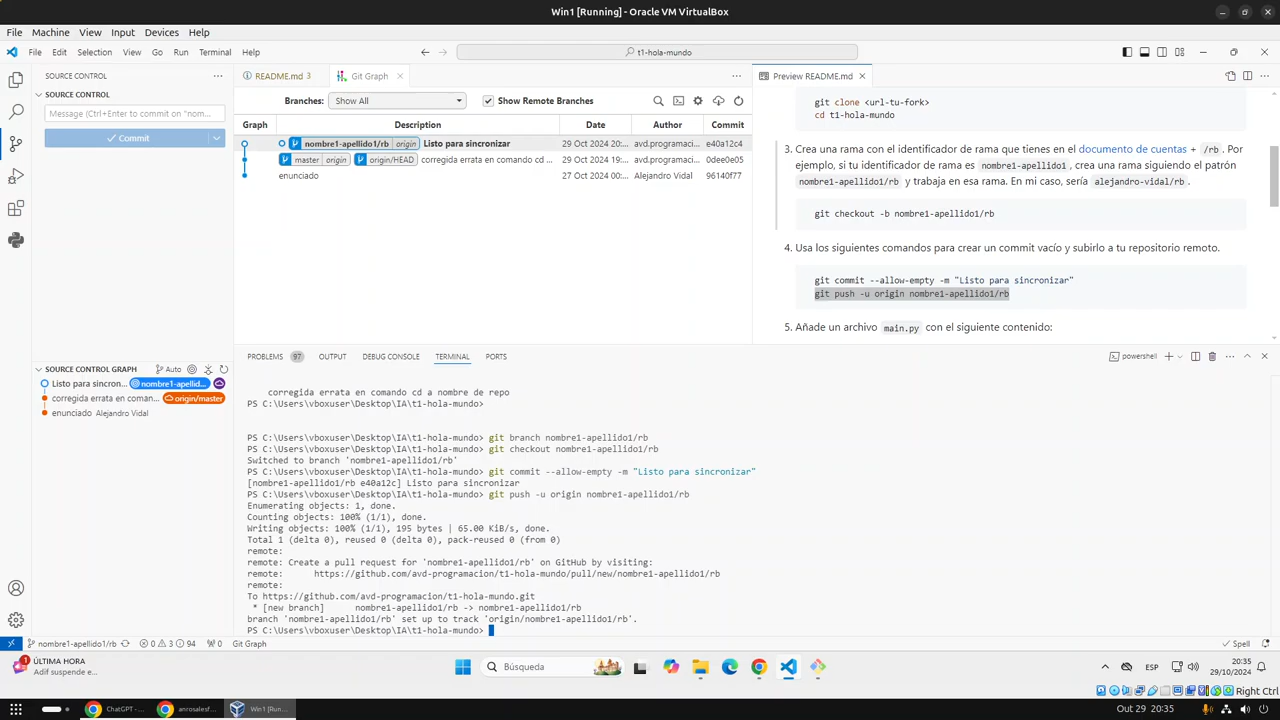 Win1 [Running] - Oracle VM VirtualBox
File Machine View Input Devices Help
File Edit Selection View Go Run Terminal Help
t1-hola-mundo
SOURCE CONTROL ···
README.md 3
Git Graph
Preview README.md
SOURCE CONTROL
Message (Ctrl+Enter to commit on "nom...
Commit
Branches: Show All
Show Remote Branches
Graph Description Date Author Commit
nombre1-apellido1/rb origin Listo para sincronizar 29 Oct 2024 20:... avd.programaci... e40a12c4
master origin origin/HEAD corregida errata en comando cd ... 29 Oct 2024 19:... avd.programaci... 0dee0e05
enunciado 27 Oct 2024 00:... Alejandro Vidal 96140f77
git clone <url-tu-fork>
cd t1-hola-mundo
3. Crea una rama con el identificador de rama que tienes en el documento de cuentas + /rb . Por
ejemplo, si tu identificador de rama es nombre1-apellido1, crea una rama siguiendo el patrón
nombre1-apellido1/rb y trabaja en esa rama. En mi caso, sería alejandro-vidal/rb.
git checkout -b nombre1-apellido1/rb
4. Usa los siguientes comandos para crear un commit vacío y subirlo a tu repositorio remoto.
git commit --allow-empty -m "Listo para sincronizar"
git push -u origin nombre1-apellido1/rb
5. Añade un archivo main.py con el siguiente contenido:
SOURCE CONTROL GRAPH Auto
Listo para sincron... nombre1-apellid...
corregida errata en coman... origin/master
enunciado Alejandro Vidal
PROBLEMS 97 OUTPUT DEBUG CONSOLE TERMINAL PORTS
powershell
corregida errata en comando cd a nombre de repo
PS C:\Users\vboxuser\Desktop\IA\t1-hola-mundo>
PS C:\Users\vboxuser\Desktop\IA\t1-hola-mundo> git branch nombre1-apellido1/rb
PS C:\Users\vboxuser\Desktop\IA\t1-hola-mundo> git checkout nombre1-apellido1/rb
Switched to branch 'nombre1-apellido1/rb'
PS C:\Users\vboxuser\Desktop\IA\t1-hola-mundo> git commit --allow-empty -m "Listo para sincronizar"
[nombre1-apellido1/rb e40a12c] Listo para sincronizar
PS C:\Users\vboxuser\Desktop\IA\t1-hola-mundo> git push -u origin nombre1-apellido1/rb
Enumerating objects: 1, done.
Counting objects: 100% (1/1), done.
Writing objects: 100% (1/1), 195 bytes | 65.00 KiB/s, done.
Total 1 (delta 0), reused 0 (delta 0), pack-reused 0 (from 0)
remote:
remote: Create a pull request for 'nombre1-apellido1/rb' on GitHub by visiting:
remote: https://github.com/avd-programacion/t1-hola-mundo/pull/new/nombre1-apellido1/rb
remote:
To https://github.com/avd-programacion/t1-hola-mundo.git
* [new branch] nombre1-apellido1/rb -> nombre1-apellido1/rb
branch 'nombre1-apellido1/rb' set up to track 'origin/nombre1-apellido1/rb'.
PS C:\Users\vboxuser\Desktop\IA\t1-hola-mundo>
nombre1-apellido1/rb 0 3 94 0 Git Graph Spell
1
ÚLTIMA HORA
Adif suspende e...
Búsqueda
ESP
20:35
29/10/2024
Right Ctrl
ChatGPT - ...
anrosalesf...
Win1 [Run...
Out 29 20:35